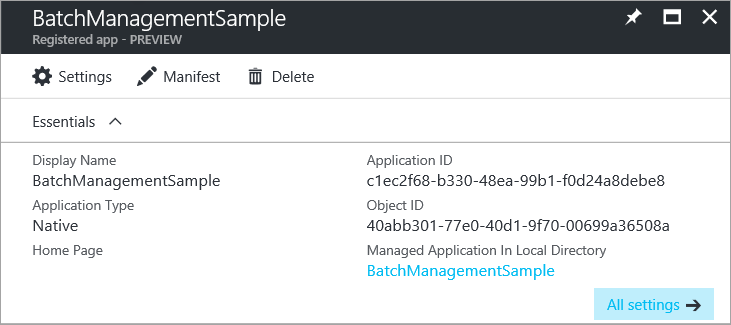 BatchManagementSample
Registered app - PREVIEW
Settings Manifest Delete
Essentials
Display Name
BatchManagementSample
Application Type
Native
Home Page
Application ID
c1ec2f68-b330-48ea-99b1-f0d24a8debe8
Object ID
40abb301-77e0-40d1-9f70-00699a36508a
Managed Application In Local Directory
BatchManagementSample
All settings